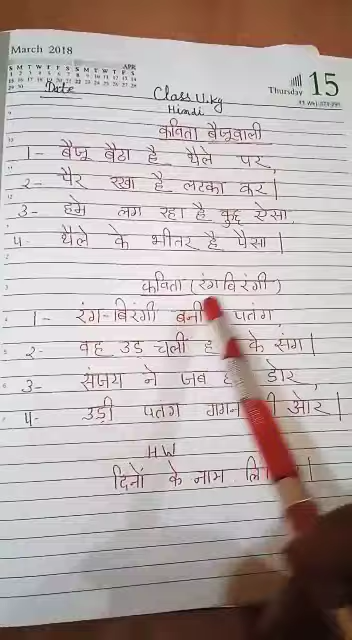 March 2018
S M T W T F S
APR
Thursday 15
Date
Class U.kg
Hindi
कविता बैजूवाली
1- बैजू बैठा है थैले पर,
2- पैर रखा है लटका कर|
3- हमे लग रहा है कुछ ऐसा,
4- थैले के भीतर है पैसा|
कविता (रंगविरंगी)
1- रंग-बिरंगी बनी पतंग,
2- वह उड़ चली के संग|
3- संजय ने जब डोर,
4- उड़ी पतंग गगन ओर|
HW
दिनों के नाम